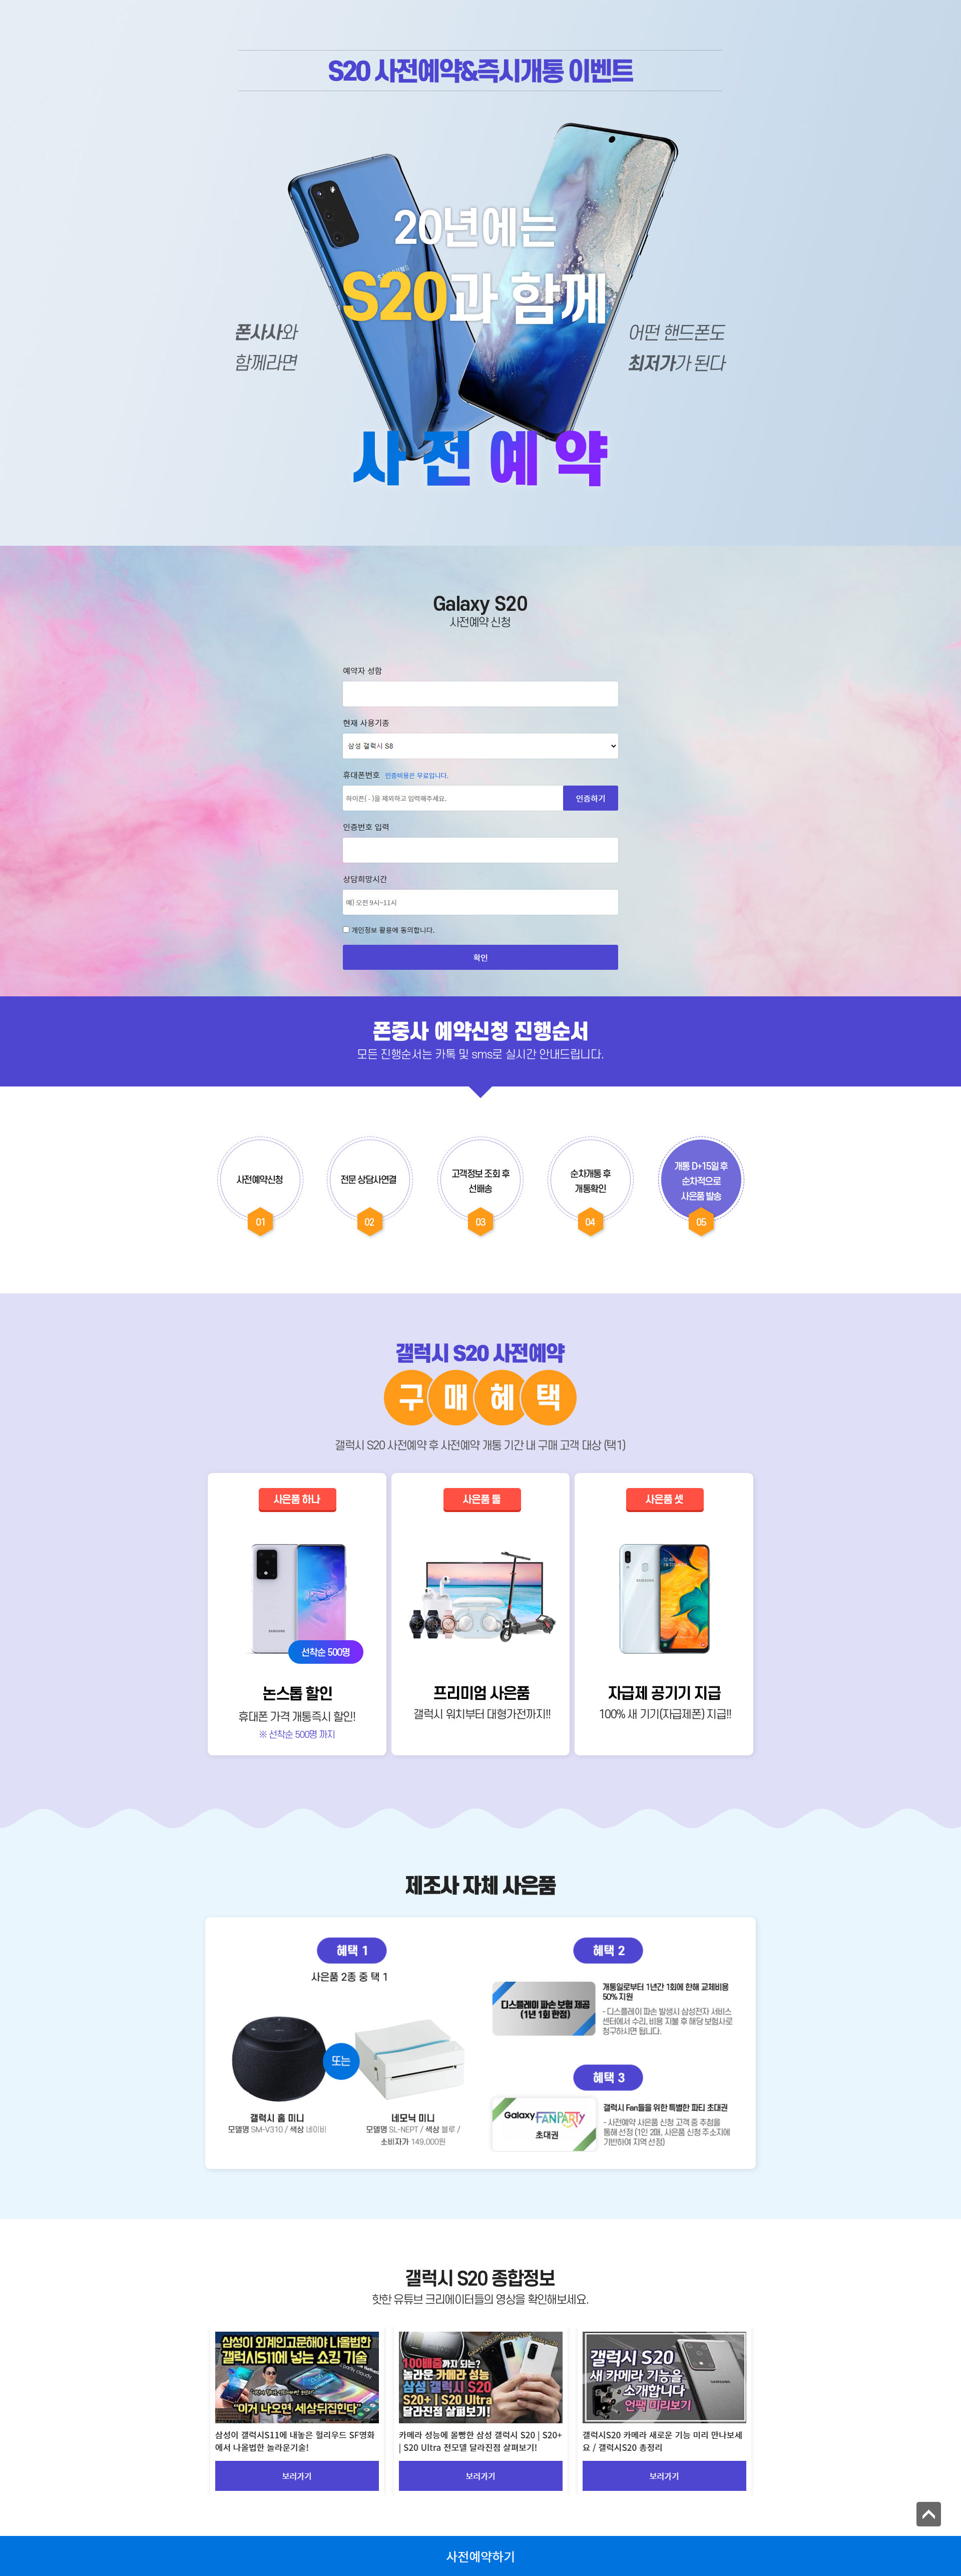 S20 사전예약&즉시개통 이벤트
20년에는
S20과 함께
폰사사와
함께라면
어떤 핸드폰도
최저가가 된다
사전예약
Galaxy S20
사전예약 신청
예약자 성함
현재 사용기종
삼성 갤럭시 S8
휴대폰번호 인증비용은 무료입니다.
하이픈( - )을 제외하고 입력해주세요.
인증하기
인증번호 입력
상담희망시간
예) 오전 9시~11시
개인정보 활용에 동의합니다.
확인
폰중사 예약신청 진행순서
모든 진행순서는 카톡 및 sms로 실시간 안내드립니다.
사전예약신청
01
전문 상담사연결
02
고객정보 조회 후
선배송
03
순차개통 후
개통확인
04
개통 D+15일 후
순차적으로
사은품 발송
05
갤럭시 S20 사전예약
구매혜택
갤럭시 S20 사전예약 후 사전예약 개통 기간 내 구매 고객 대상 (택1)
사은품 하나
선착순 500명
논스톱 할인
휴대폰 가격 개통즉시 할인!
※ 선착순 500명 까지
사은품 둘
프리미엄 사은품
갤럭시 워치부터 대형가전까지!!
사은품 셋
SAMSUNG
자급제 공기기 지급
100% 새 기기(자급제폰) 지급!!
제조사 자체 사은품
혜택 1
사은품 2종 중 택 1
또는
갤럭시 홈 미니
모델명 SM-V310 / 색상 네이비
네모닉 미니
모델명 SL-NEPT / 색상 블루 /
소비자가 149,000원
혜택 2
디스플레이 파손 보험 제공
(1년 1회 한정)
개통일로부터 1년간 1회에 한해 교체비용
50% 지원
- 디스플레이 파손 발생시 삼성전자 서비스
센터에서 수리, 비용 지불 후 해당 보험사로
청구하시면 됩니다.
혜택 3
Galaxy FANPARTY
초대권
갤럭시 Fan들을 위한 특별한 파티 초대권
- 사전예약 사은품 신청 고객 중 추첨을
통해 선정 (1인 2매, 사은품 신청 주소지에
기반하여 지역 선정)
갤럭시 S20 종합정보
핫한 유튜브 크리에이터들의 영상을 확인해보세요.
삼성이 외계인고문해야 나올법한
갤럭시S11에 넣는 쇼킹 기술
"이거 나오면 세상뒤집힌다"
삼성이 갤럭시S11에 내놓은 헐리우드 SF영화
에서 나올법한 놀라운기술!
보러가기
100배줌까지 되는?
놀라운 카메라 성능
삼성 갤럭시 S20
S20+ | S20 Ultra
달라진점 살펴보기!
카메라 성능에 몰빵한 삼성 갤럭시 S20 | S20+
| S20 Ultra 전모델 달라진점 살펴보기!
보러가기
갤럭시 S20
새 카메라 기능을
소개합니다
언팩 미리보기
갤럭시S20 카메라 새로운 기능 미리 만나보세
요 / 갤럭시S20 총정리
보러가기
사전예약하기